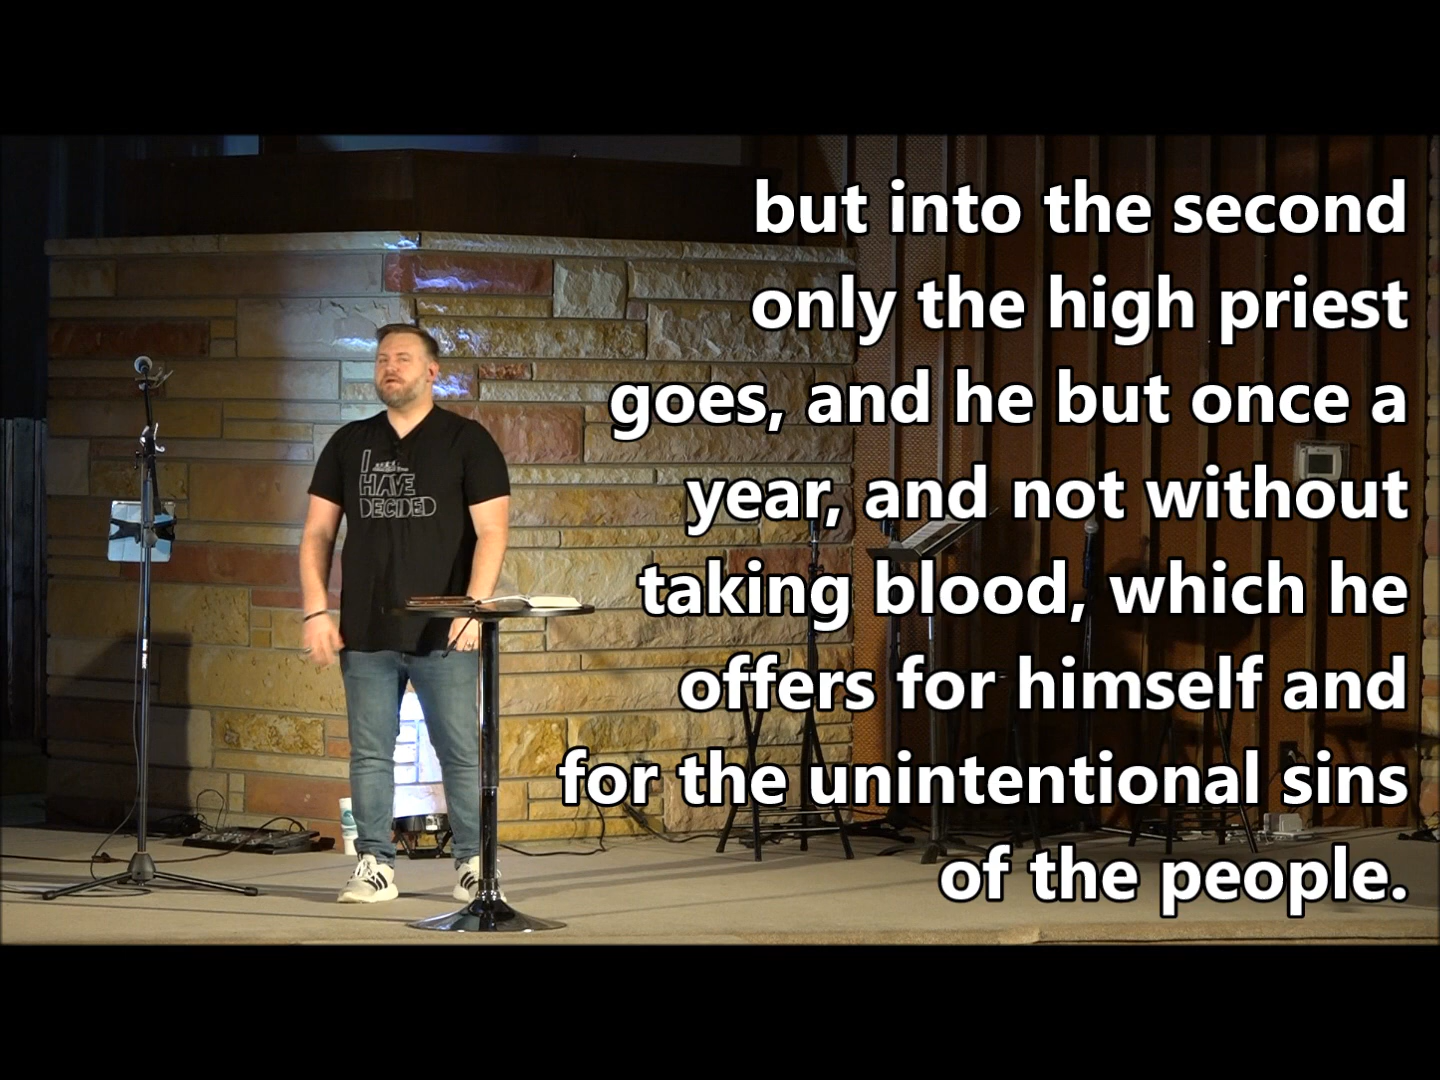 but into the second
only the high priest
goes, and he but once a
year, and not without
taking blood, which he
offers for himself and
for the unintentional sins
of the people.
I
HAVE
DECIDED